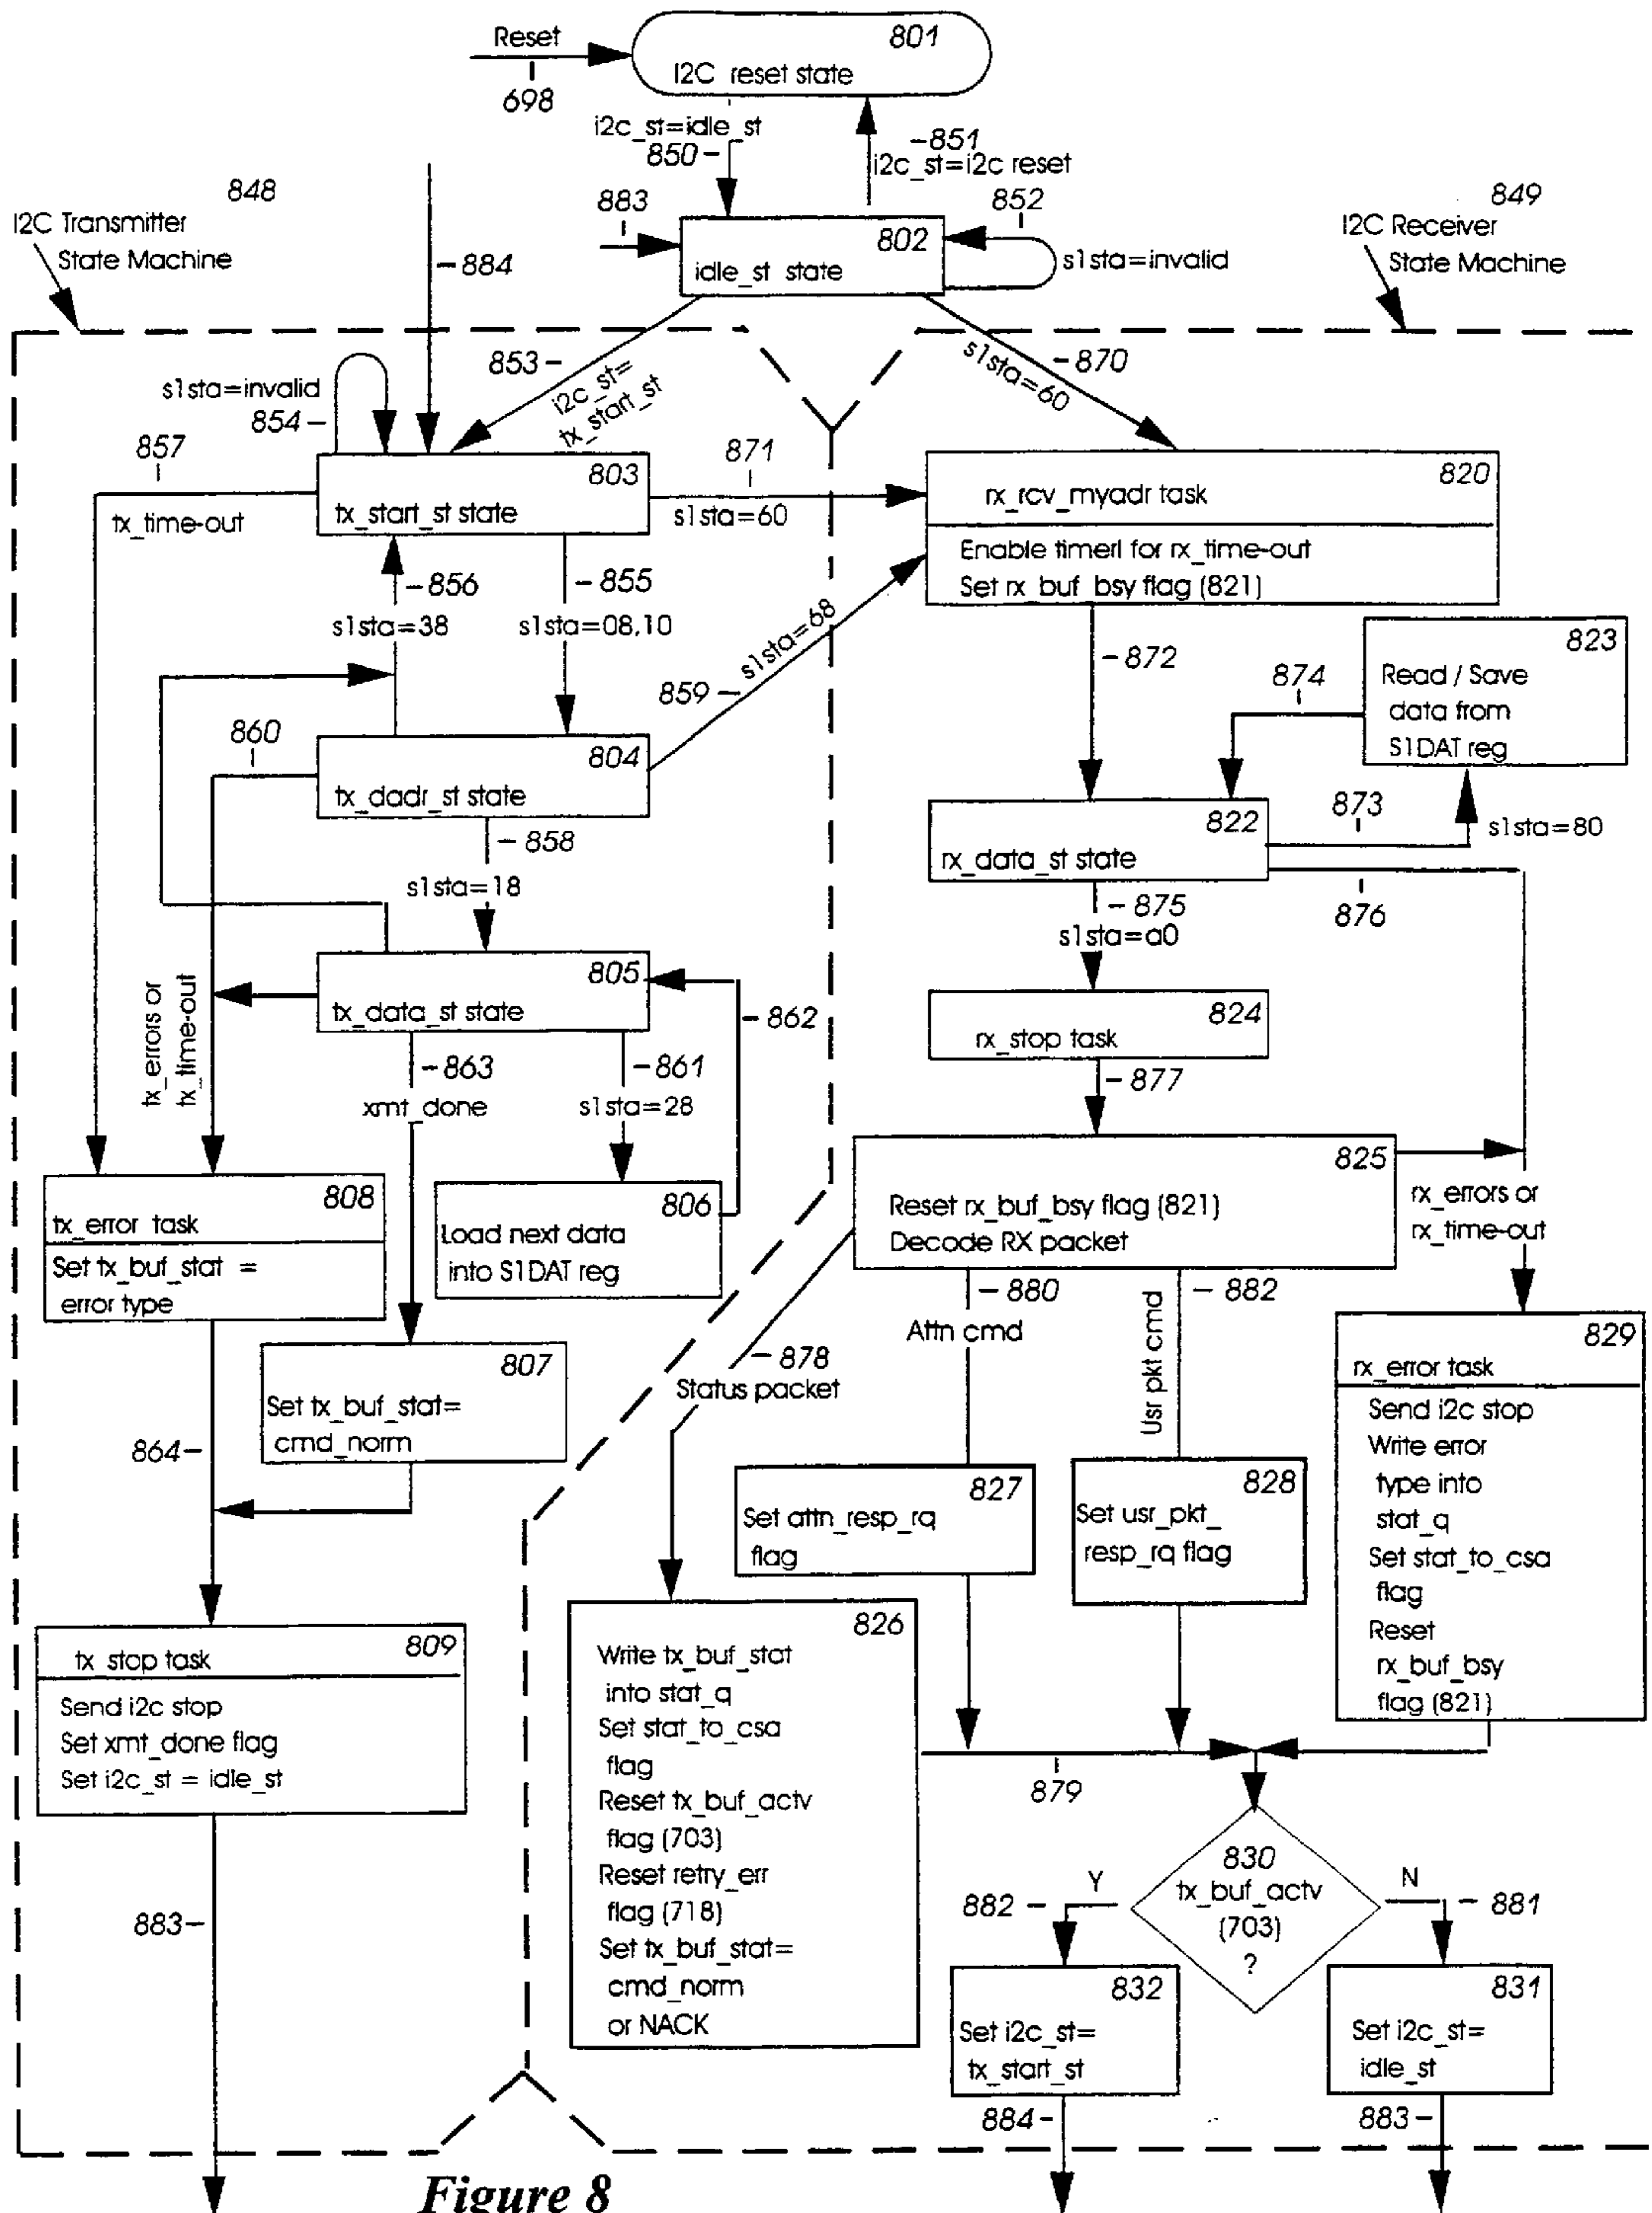 Reset
698
801
I2C reset state
i2c_st=idle_st
850
851
i2c_st=i2c reset
883
852
802
idle_st state
s1sta=invalid
848
I2C Transmitter
State Machine
884
849
I2C Receiver
State Machine
853
i2c_st=
tx_start_st
870
s1sta=60
s1sta=invalid
854
857
tx_time-out
803
tx_start_st state
871
s1sta=60
820
rx_rcv_myadr task
Enable timerl for rx_time-out
Set rx_buf_bsy flag (821)
856
s1sta=38
855
s1sta=08,10
859
s1sta=68
872
874
823
Read / Save
data from
S1DAT reg
860
804
tx_dadr_st state
858
s1sta=18
822
rx_data_st state
873
s1sta=80
876
875
s1sta=a0
805
tx_data_st state
862
tx_errors or
tx_time-out
863
xmt_done
861
s1sta=28
824
rx_stop task
877
808
tx_error task
Set tx_buf_stat =
error type
806
Load next data
into S1DAT reg
825
Reset rx_buf_bsy flag (821)
Decode RX packet
rx_errors or
rx_time-out
880
Attn cmd
882
Usr pkt cmd
878
Status packet
807
Set tx_buf_stat=
cmd_norm
864
829
rx_error task
Send i2c stop
Write error
type into
stat_q
Set stat_to_csa
flag
Reset
rx_buf_bsy
flag (821)
827
Set attn_resp_rq
flag
828
Set usr_pkt_
resp_rq flag
809
tx_stop task
Send i2c stop
Set xmt_done flag
Set i2c_st = idle_st
826
Write tx_buf_stat
into stat_q
Set stat_to_csa
flag
Reset tx_buf_actv
flag (703)
Reset retry_err
flag (718)
Set tx_buf_stat=
cmd_norm
or NACK
879
830
tx_buf_actv
(703)
?
Y
N
882
881
883
832
Set i2c_st=
tx_start_st
831
Set i2c_st=
idle_st
884
883
Figure 8